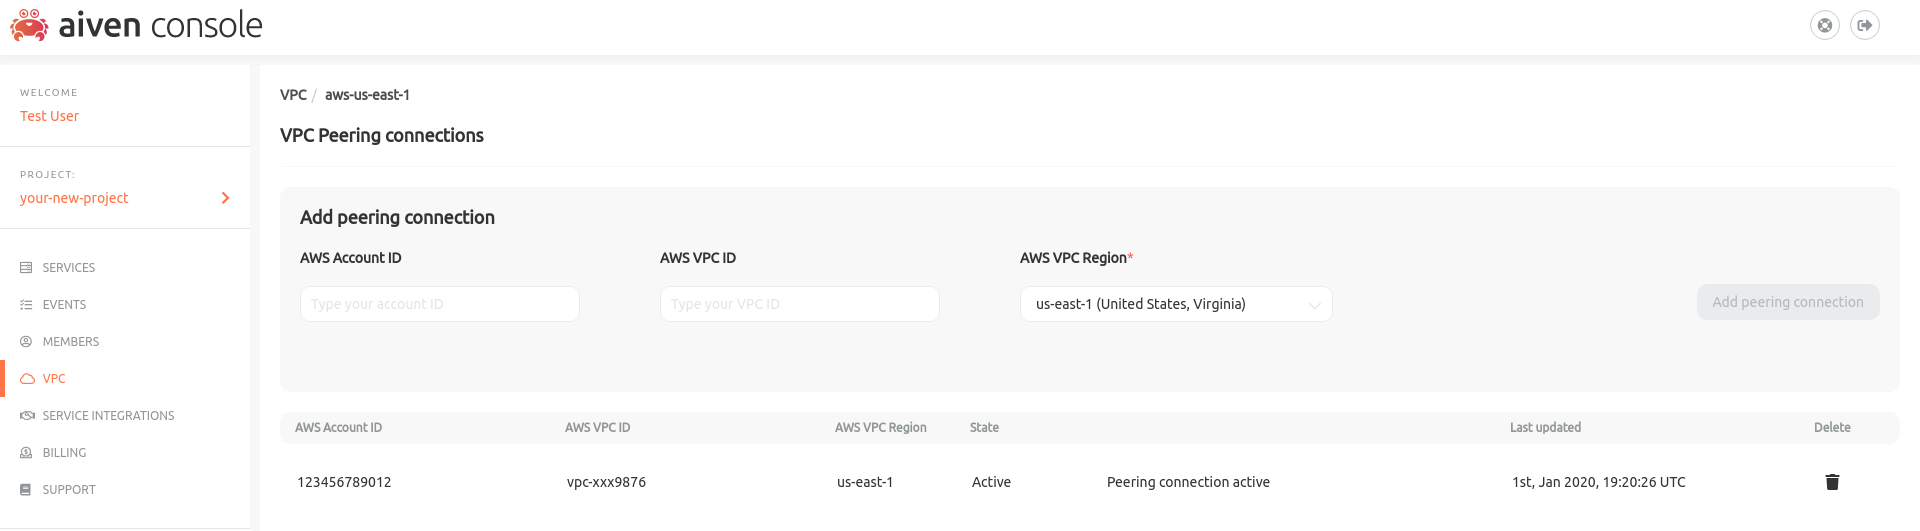 aiven console
WELCOME
Test User
PROJECT:
your-new-project
SERVICES
EVENTS
MEMBERS
VPC
SERVICE INTEGRATIONS
BILLING
SUPPORT
VPC / aws-us-east-1
VPC Peering connections
Add peering connection
AWS Account ID AWS VPC ID AWS VPC Region*
Type your account ID Type your VPC ID us-east-1 (United States, Virginia) Add peering connection
AWS Account ID AWS VPC ID AWS VPC Region State Last updated Delete
123456789012 vpc-xxx9876 us-east-1 Active Peering connection active 1st, Jan 2020, 19:20:26 UTC